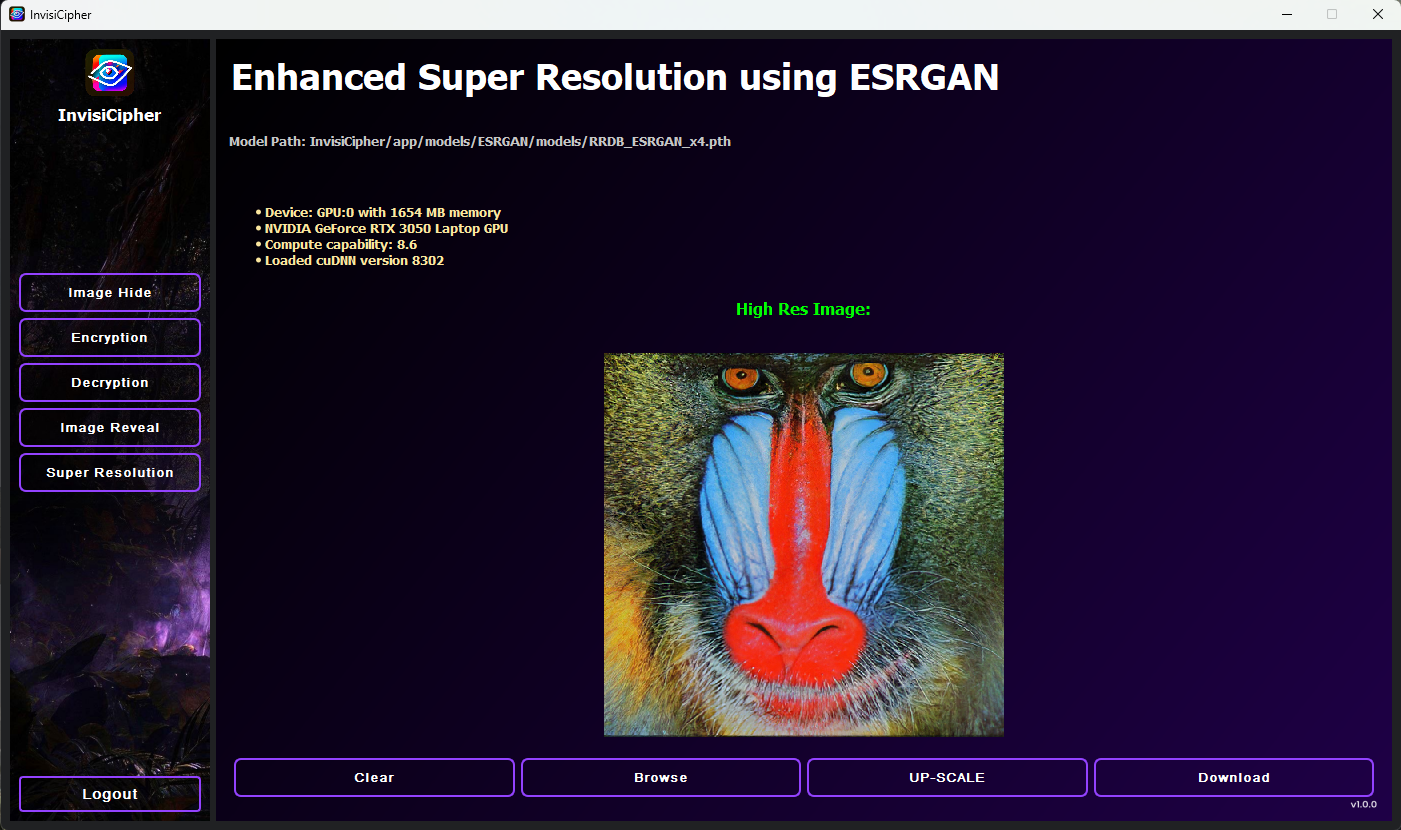 InvisiCipher
InvisiCipher
Image Hide
Encryption
Decryption
Image Reveal
Super Resolution
Logout
Enhanced Super Resolution using ESRGAN
Model Path: InvisiCipher/app/models/ESRGAN/models/RRDB_ESRGAN_x4.pth
• Device: GPU:0 with 1654 MB memory
• NVIDIA GeForce RTX 3050 Laptop GPU
• Compute capability: 8.6
• Loaded cuDNN version 8302
High Res Image:
Clear
Browse
UP-SCALE
Download
v1.0.0